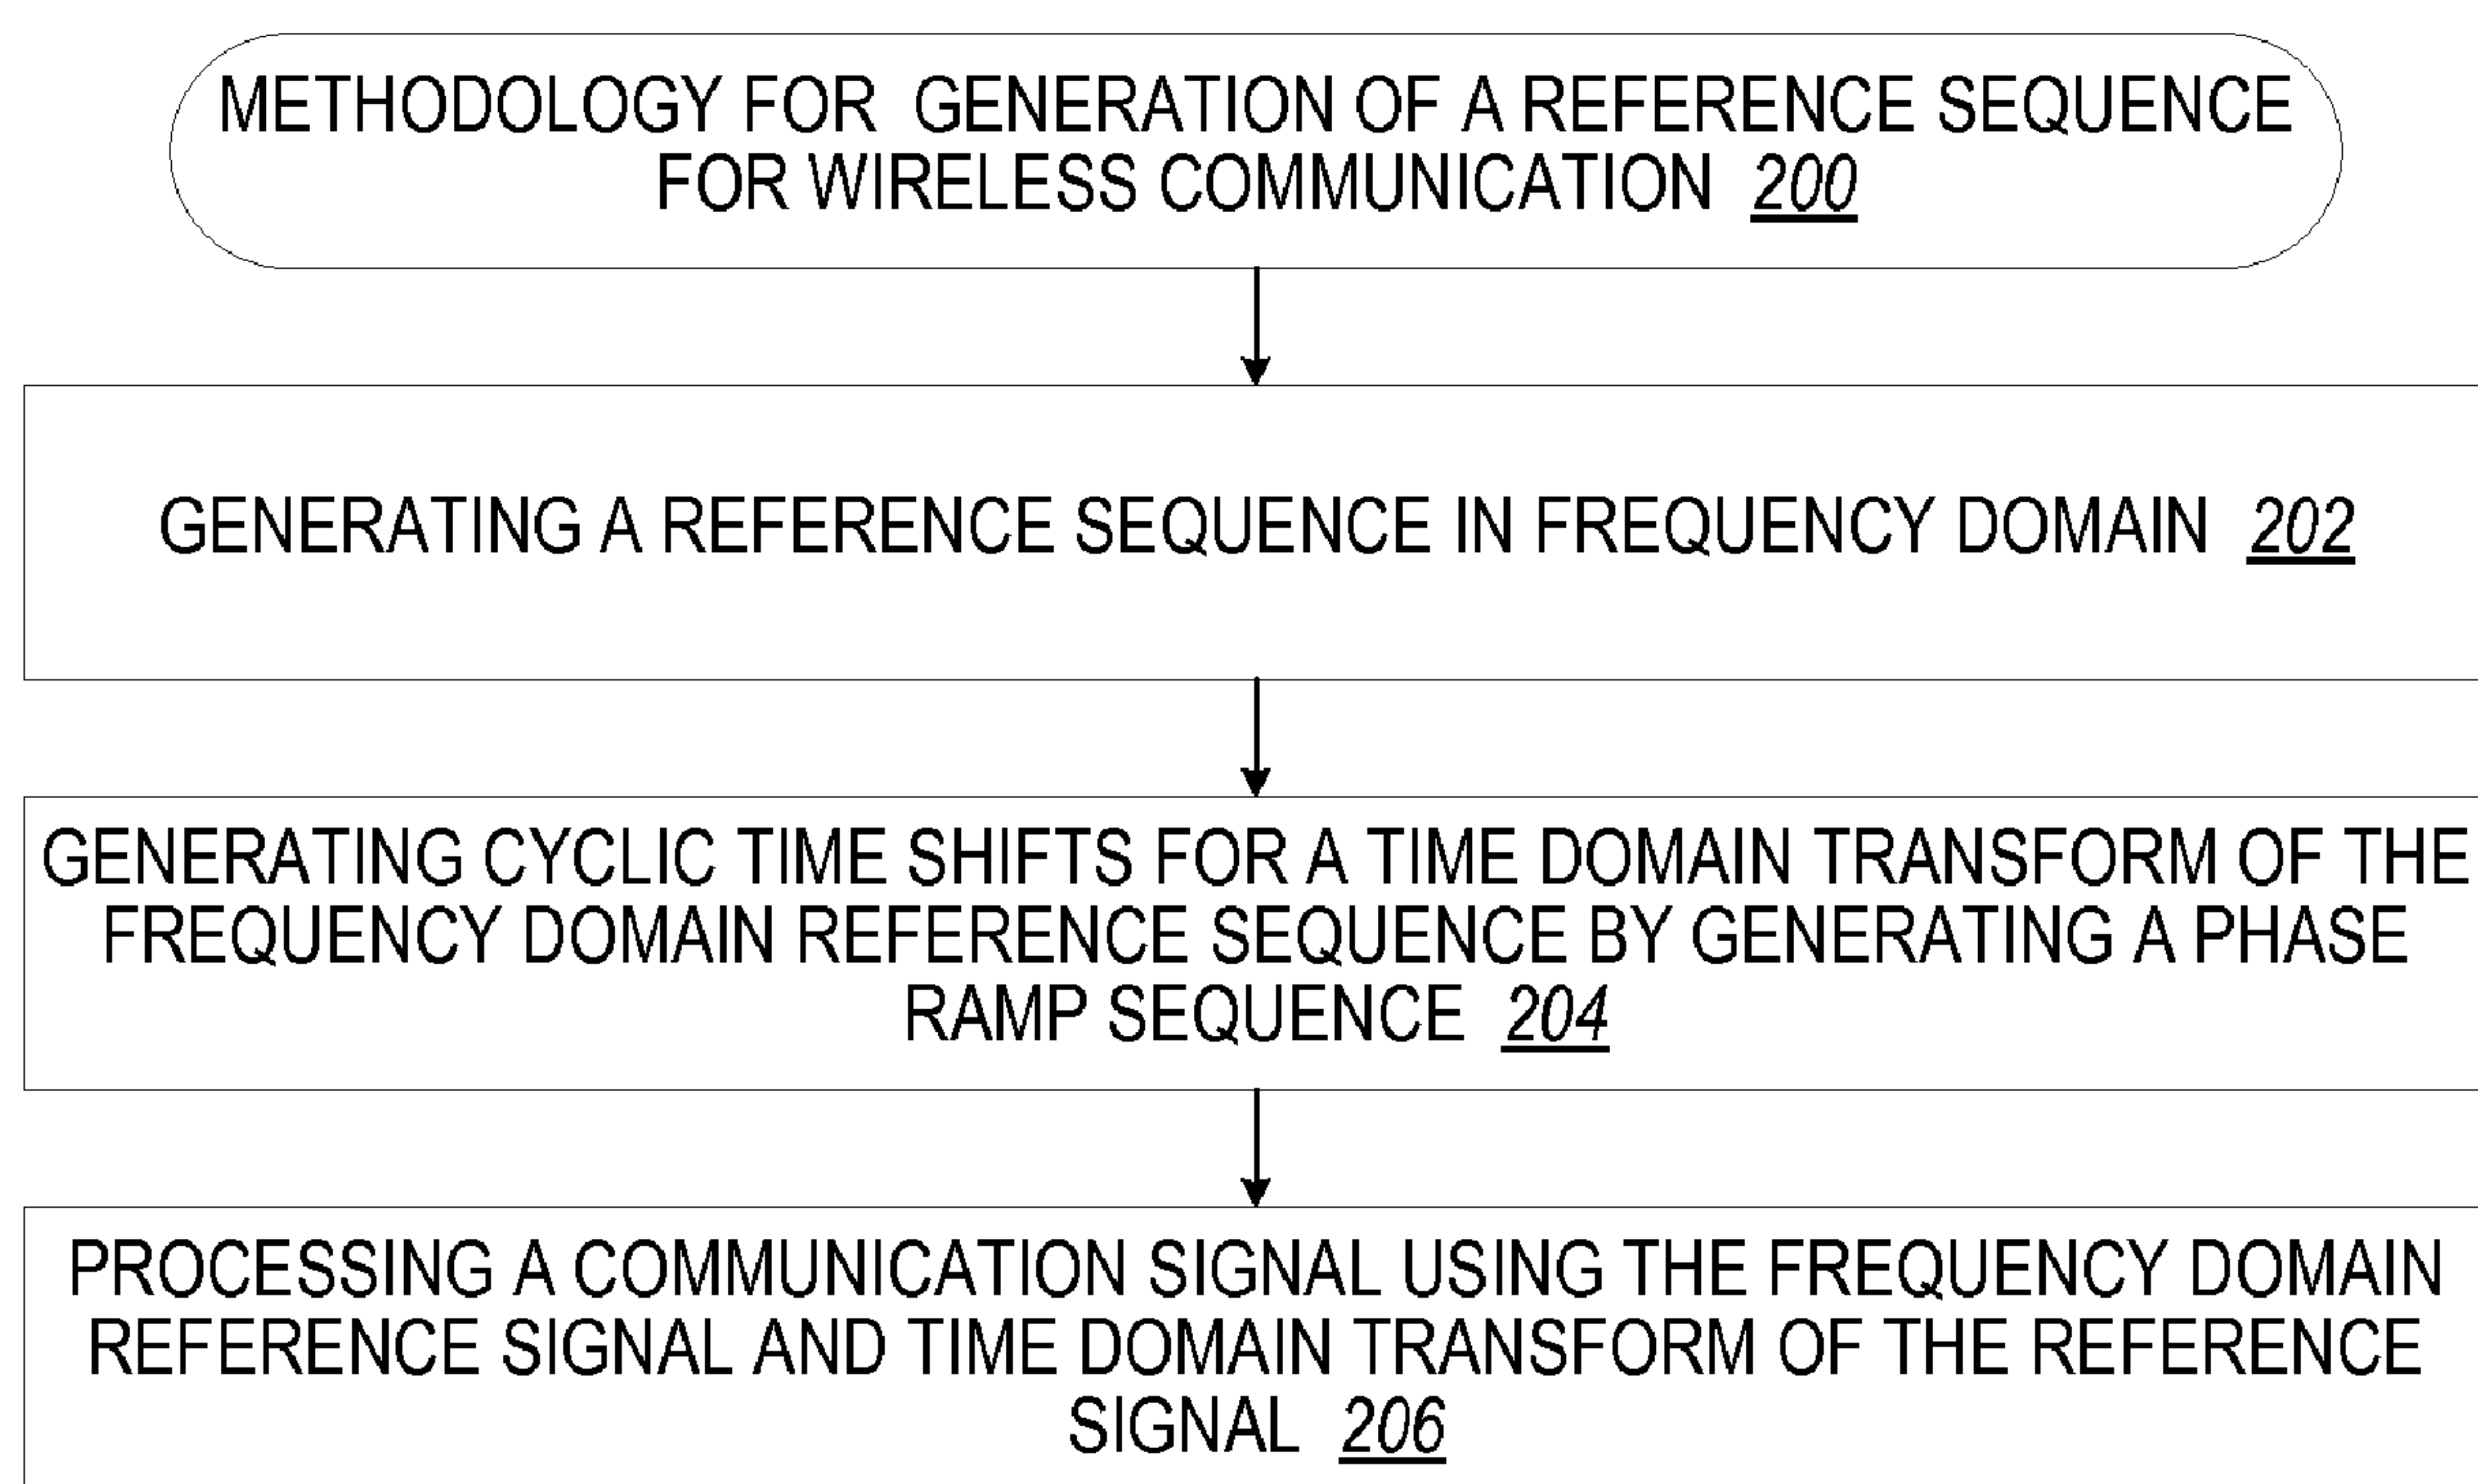 METHODOLOGY FOR GENERATION OF A REFERENCE SEQUENCE
FOR WIRELESS COMMUNICATION 200
GENERATING A REFERENCE SEQUENCE IN FREQUENCY DOMAIN 202
GENERATING CYCLIC TIME SHIFTS FOR A TIME DOMAIN TRANSFORM OF THE
FREQUENCY DOMAIN REFERENCE SEQUENCE BY GENERATING A PHASE
RAMP SEQUENCE 204
PROCESSING A COMMUNICATION SIGNAL USING THE FREQUENCY DOMAIN
REFERENCE SIGNAL AND TIME DOMAIN TRANSFORM OF THE REFERENCE
SIGNAL 206